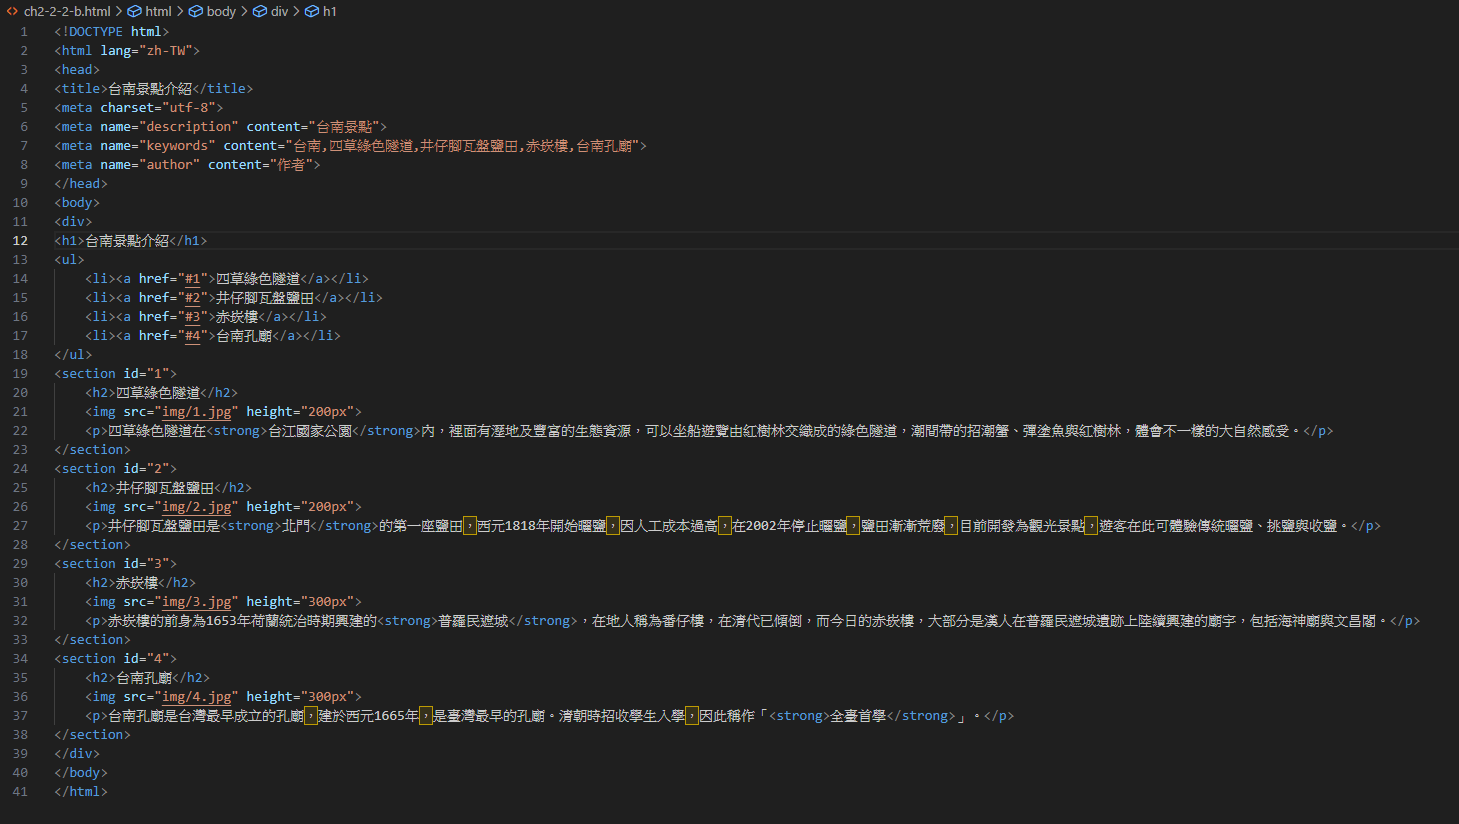 ch2-2-2-b.html > html > body > div > h1
1 <!DOCTYPE html>
2 <html lang="zh-TW">
3 <head>
4 <title>台南景點介紹</title>
5 <meta charset="utf-8">
6 <meta name="description" content="台南景點">
7 <meta name="keywords" content="台南,四草綠色隧道,井仔腳瓦盤鹽田,赤崁樓,台南孔廟">
8 <meta name="author" content="作者">
9 </head>
10 <body>
11 <div>
12 <h1>台南景點介紹</h1>
13 <ul>
14 <li><a href="#1">四草綠色隧道</a></li>
15 <li><a href="#2">井仔腳瓦盤鹽田</a></li>
16 <li><a href="#3">赤崁樓</a></li>
17 <li><a href="#4">台南孔廟</a></li>
18 </ul>
19 <section id="1">
20 <h2>四草綠色隧道</h2>
21 <img src="img/1.jpg" height="200px">
22 <p>四草綠色隧道在<strong>台江國家公園</strong>內，裡面有溼地及豐富的生態資源，可以坐船遊覽由紅樹林交織成的綠色隧道，潮間帶的招潮蟹、彈塗魚與紅樹林，體會不一樣的大自然感受。</p>
23 </section>
24 <section id="2">
25 <h2>井仔腳瓦盤鹽田</h2>
26 <img src="img/2.jpg" height="200px">
27 <p>井仔腳瓦盤鹽田是<strong>北門</strong>的第一座鹽田，西元1818年開始曬鹽，因人工成本過高，在2002年停止曬鹽，鹽田漸漸荒廢，目前開發為觀光景點，遊客在此可體驗傳統曬鹽、挑鹽與收鹽。</p>
28 </section>
29 <section id="3">
30 <h2>赤崁樓</h2>
31 <img src="img/3.jpg" height="300px">
32 <p>赤崁樓的前身為1653年荷蘭統治時期興建的<strong>普羅民遮城</strong>，在地人稱為番仔樓，在清代已傾倒，而今日的赤崁樓，大部分是漢人在普羅民遮城遺跡上陸續興建的廟宇，包括海神廟與文昌閣。</p>
33 </section>
34 <section id="4">
35 <h2>台南孔廟</h2>
36 <img src="img/4.jpg" height="300px">
37 <p>台南孔廟是台灣最早成立的孔廟，建於西元1665年，是臺灣最早的孔廟。清朝時招收學生入學，因此稱作「<strong>全臺首學</strong>」。</p>
38 </section>
39 </div>
40 </body>
41 </html>